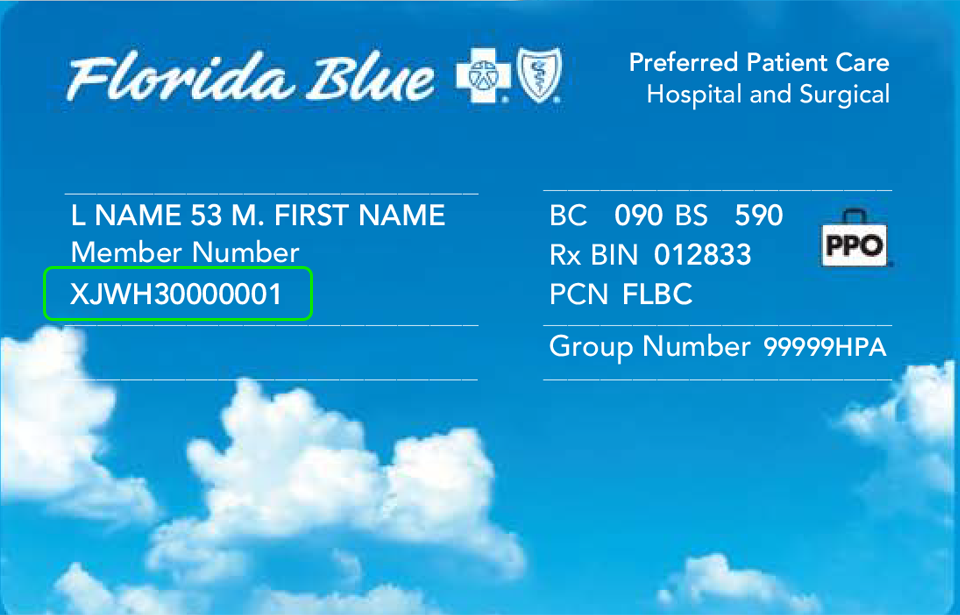 Florida Blue
Preferred Patient Care
Hospital and Surgical
L NAME 53 M. FIRST NAME
Member Number
XJWH30000001
BC 090 BS 590
Rx BIN 012833
PCN FLBC
PPO
Group Number 99999HPA